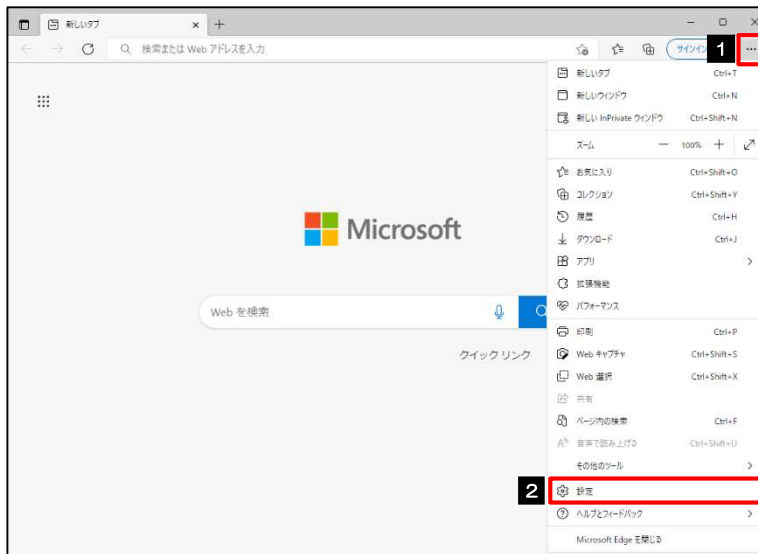 新しいタブ
検索または Web アドレスを入力
1
新しいタブ Ctrl+T
新しいウィンドウ Ctrl+N
新しい InPrivate ウィンドウ Ctrl+Shift+N
ズーム 100%
お気に入り Ctrl+Shift+O
コレクション Ctrl+Shift+Y
履歴 Ctrl+H
ダウンロード Ctrl+J
アプリ
拡張機能
パフォーマンス
Microsoft
Web を検索
クイック リンク
印刷 Ctrl+P
Web キャプチャ Ctrl+Shift+S
Web 選択 Ctrl+Shift+X
共有
ページ内の検索 Ctrl+F
音声で読み上げる Ctrl+Shift+U
その他のツール
2 設定
ヘルプとフィードバック
Microsoft Edge を閉じる